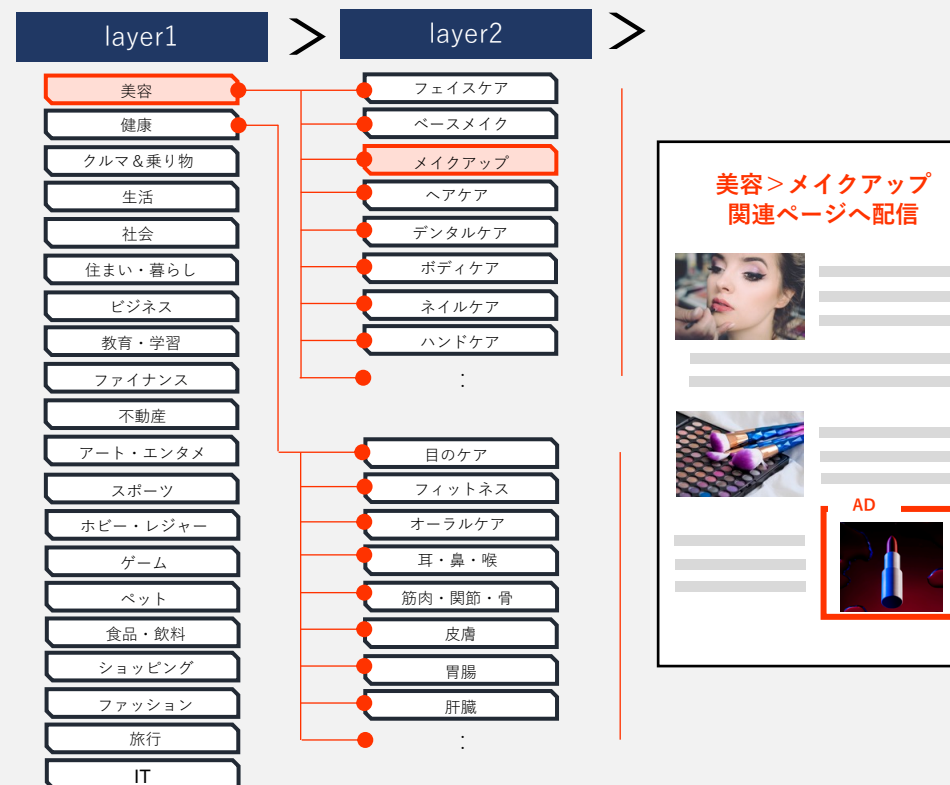 layer1
layer2
美容
健康
クルマ＆乗り物
生活
社会
住まい・暮らし
ビジネス
教育・学習
ファイナンス
不動産
アート・エンタメ
スポーツ
ホビー・レジャー
ゲーム
ペット
食品・飲料
ショッピング
ファッション
旅行
IT
フェイスケア
ベースメイク
メイクアップ
ヘアケア
デンタルケア
ボディケア
ネイルケア
ハンドケア
：
目のケア
フィットネス
オーラルケア
耳・鼻・喉
筋肉・関節・骨
皮膚
胃腸
肝臓
：
美容＞メイクアップ
関連ページへ配信
AD